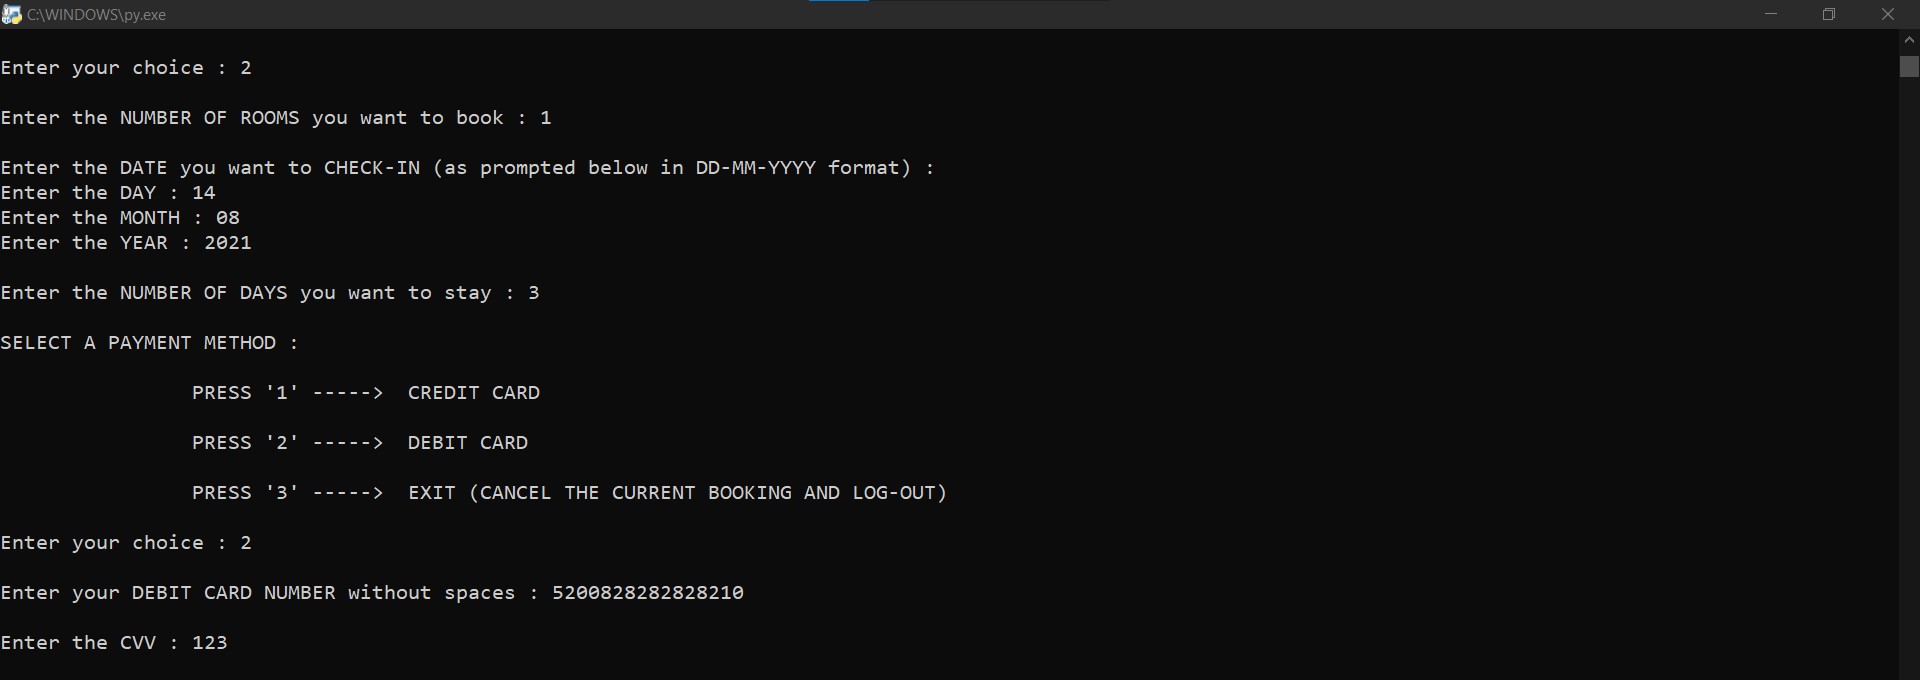 C:\WINDOWS\py.exe
Enter your choice : 2
Enter the NUMBER OF ROOMS you want to book : 1
Enter the DATE you want to CHECK-IN (as prompted below in DD-MM-YYYY format) :
Enter the DAY : 14
Enter the MONTH : 08
Enter the YEAR : 2021
Enter the NUMBER OF DAYS you want to stay : 3
SELECT A PAYMENT METHOD :
PRESS '1' ----->  CREDIT CARD
PRESS '2' ----->  DEBIT CARD
PRESS '3' ----->  EXIT (CANCEL THE CURRENT BOOKING AND LOG-OUT)
Enter your choice : 2
Enter your DEBIT CARD NUMBER without spaces : 5200828282828210
Enter the CVV : 123